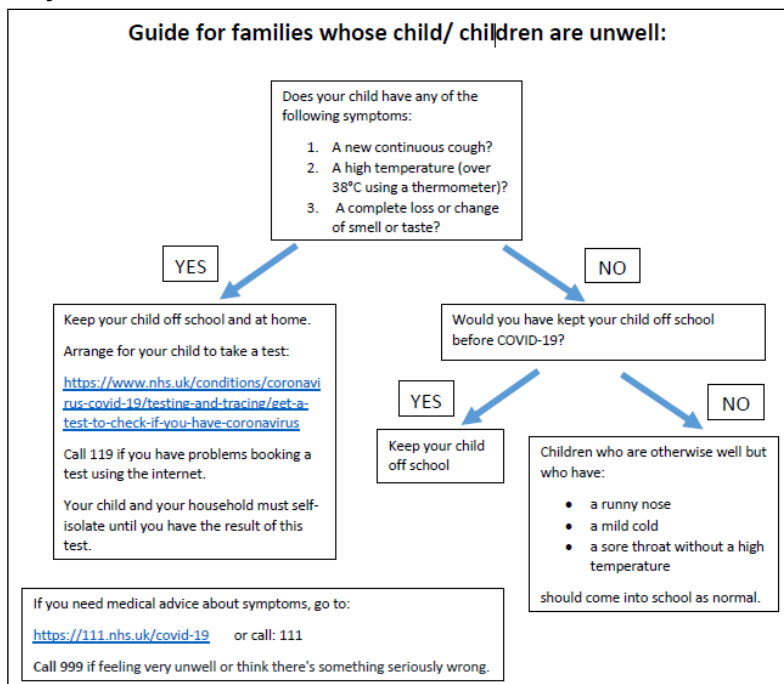 Guide for families whose child/ children are unwell:
Does your child have any of the
following symptoms:
1. A new continuous cough?
2. A high temperature (over
38°C using a thermometer)?
3. A complete loss or change
of smell or taste?
YES
NO
Keep your child off school and at home.
Arrange for your child to take a test:
https://www.nhs.uk/conditions/coronavi
rus-covid-19/testing-and-tracing/get-a-
test-to-check-if-you-have-coronavirus
Call 119 if you have problems booking a
test using the internet.
Your child and your household must self-
isolate until you have the result of this
test.
Would you have kept your child off school
before COVID-19?
YES
NO
Keep your child
off school
Children who are otherwise well but
who have:
• a runny nose
• a mild cold
• a sore throat without a high
temperature
should come into school as normal.
If you need medical advice about symptoms, go to:
https://111.nhs.uk/covid-19 or call: 111
Call 999 if feeling very unwell or think there's something seriously wrong.